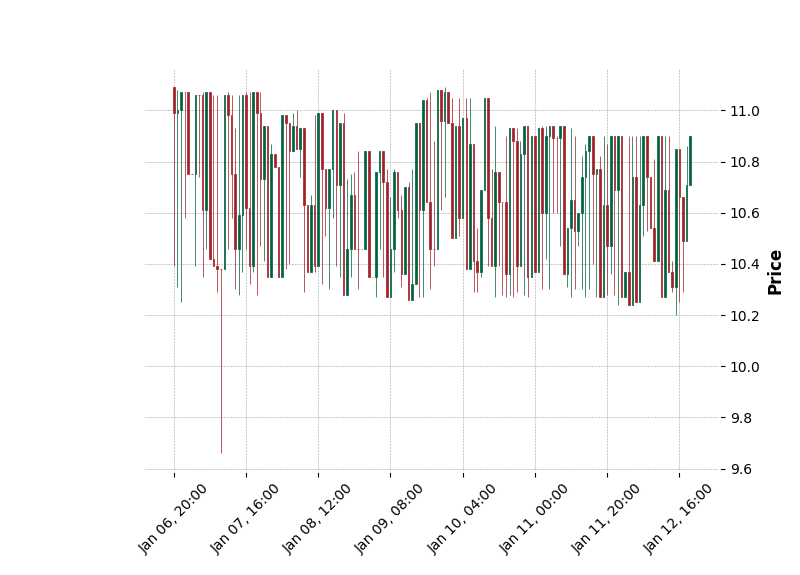 11.0
10.8
10.6
10.4
10.2
10.0
9.8
9.6
Price
Jan 06, 20:00
Jan 07, 16:00
Jan 08, 12:00
Jan 09, 08:00
Jan 10, 04:00
Jan 11, 00:00
Jan 11, 20:00
Jan 12, 16:00